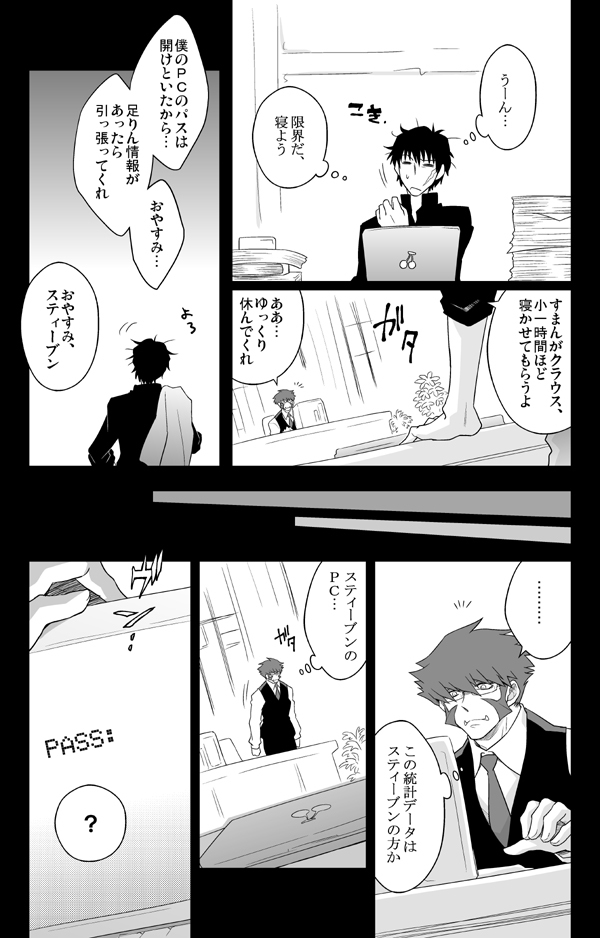 うーん…
限界だ、
寝よう
こき.
すまんがクラウス、
小一時間ほど
寝かせてもらうよ
ガタ
ああ…
ゆっくり
休んでくれ
僕のPCのパスは
開けといたから…
足りん情報が
あったら
引っ張ってくれ
おやすみ…
よろ
おやすみ、
スティーブン
………
この統計データは
スティーブンの方か
スティーブンの
PC…
ガタ
PASS:
?